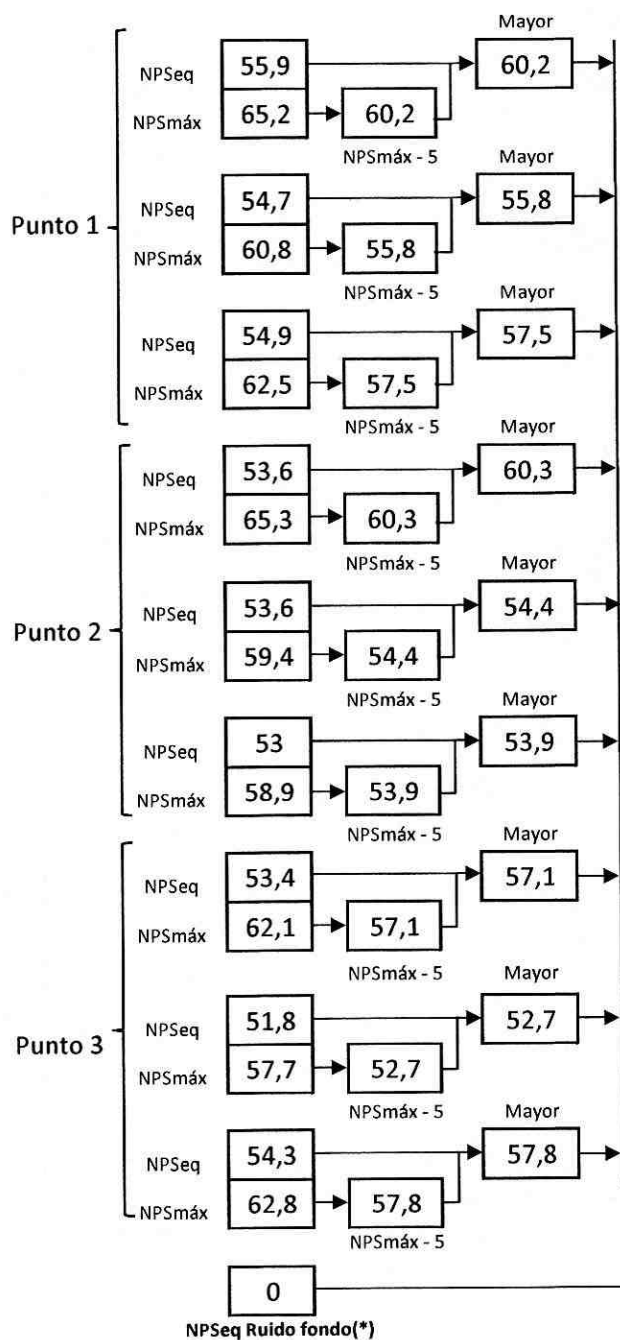 Mayor
NPSeq 55,9 60,2
NPSmáx 65,2 60,2
NPSmáx - 5
Mayor
NPSeq 54,7 55,8
Punto 1
NPSmáx 60,8 55,8
NPSmáx - 5
Mayor
NPSeq 54,9 57,5
NPSmáx 62,5 57,5
NPSmáx - 5
Mayor
NPSeq 53,6 60,3
NPSmáx 65,3 60,3
NPSmáx - 5
Mayor
NPSeq 53,6 54,4
Punto 2
NPSmáx 59,4 54,4
NPSmáx - 5
Mayor
NPSeq 53 53,9
NPSmáx 58,9 53,9
NPSmáx - 5
Mayor
NPSeq 53,4 57,1
NPSmáx 62,1 57,1
NPSmáx - 5
Mayor
NPSeq 51,8 52,7
Punto 3
NPSmáx 57,7 52,7
NPSmáx - 5
Mayor
NPSeq 54,3 57,8
NPSmáx 62,8 57,8
NPSmáx - 5
0
NPSeq Ruido fondo(*)